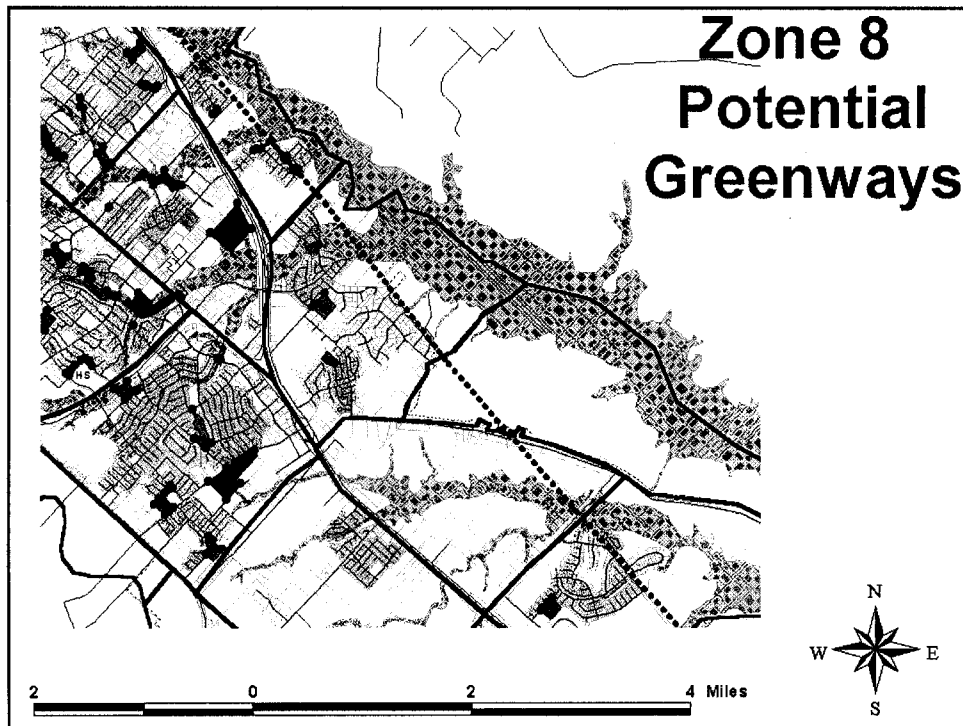 Zone 8
Potential
Greenways
HS
N
W E
S
2 0 2 4 Miles